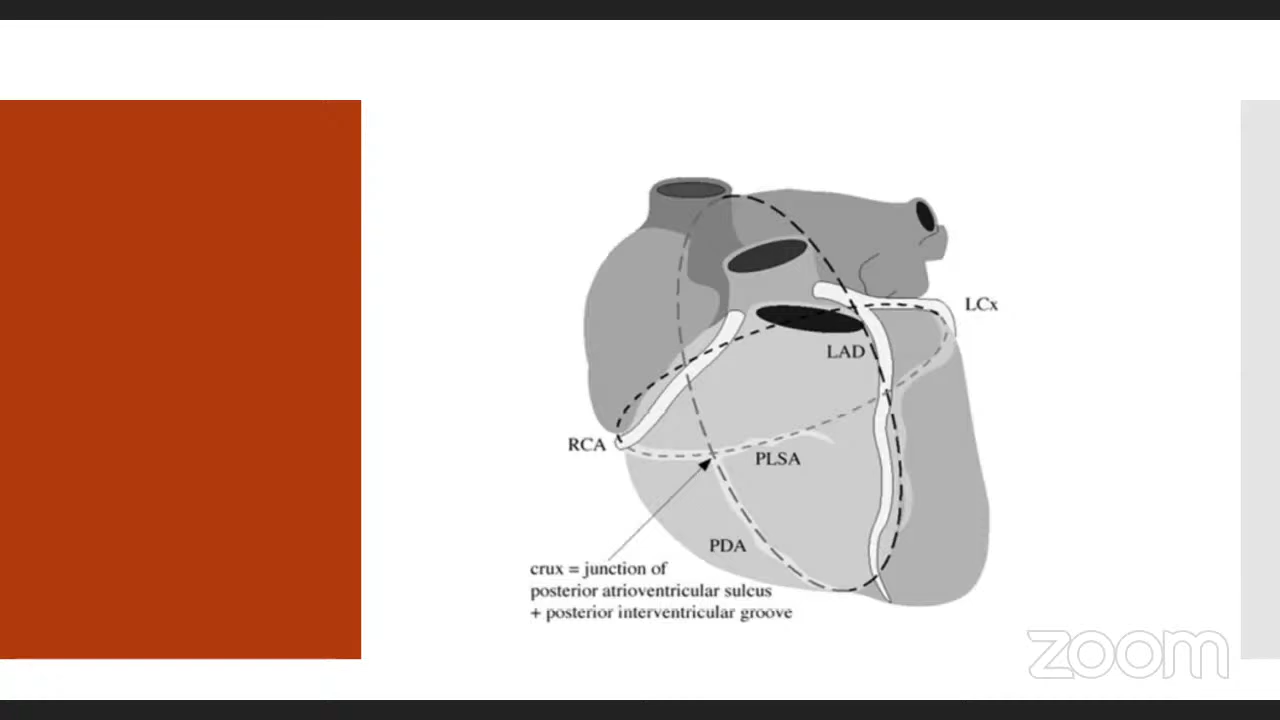 LCx
LAD
RCA
PLSA
PDA
crux = junction of
posterior atrioventricular sulcus
+ posterior interventricular groove
zoom